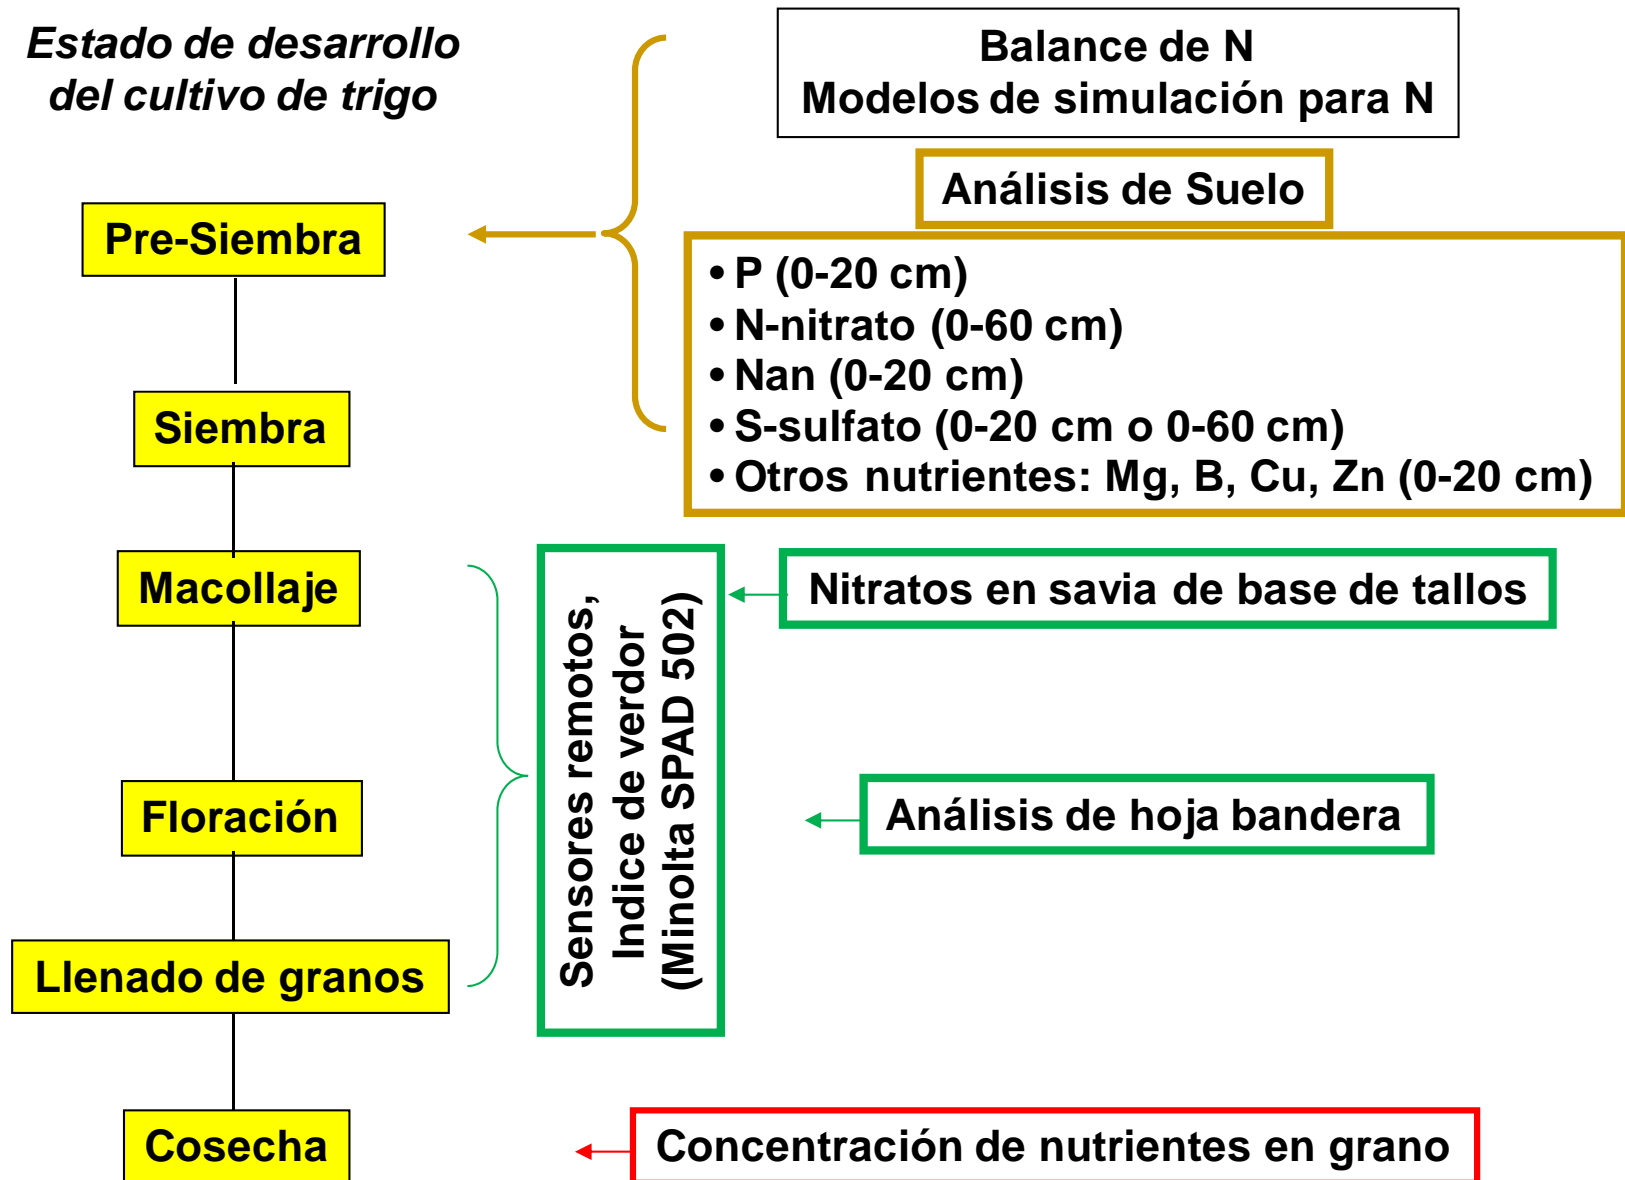 Estado de desarrollo
del cultivo de trigo
Balance de N
Modelos de simulación para N
Análisis de Suelo
Pre-Siembra
• P (0-20 cm)
• N-nitrato (0-60 cm)
• Nan (0-20 cm)
• S-sulfato (0-20 cm o 0-60 cm)
• Otros nutrientes: Mg, B, Cu, Zn (0-20 cm)
Siembra
Macollaje
Sensores remotos,
Indice de verdor
(Minolta SPAD 502)
Nitratos en savia de base de tallos
Floración
Análisis de hoja bandera
Llenado de granos
Cosecha
Concentración de nutrientes en grano